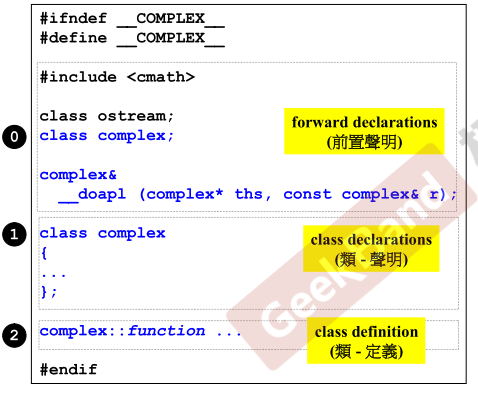 #ifndef __COMPLEX__
#define __COMPLEX__
#include <cmath>
class ostream;
0
class complex;
forward declarations
(前置聲明)
complex&
__doapl (complex* ths, const complex& r);
1
class complex
{
...
};
class declarations
(類 - 聲明)
2
complex::function ...
class definition
(類 - 定義)
#endif
GeekBand